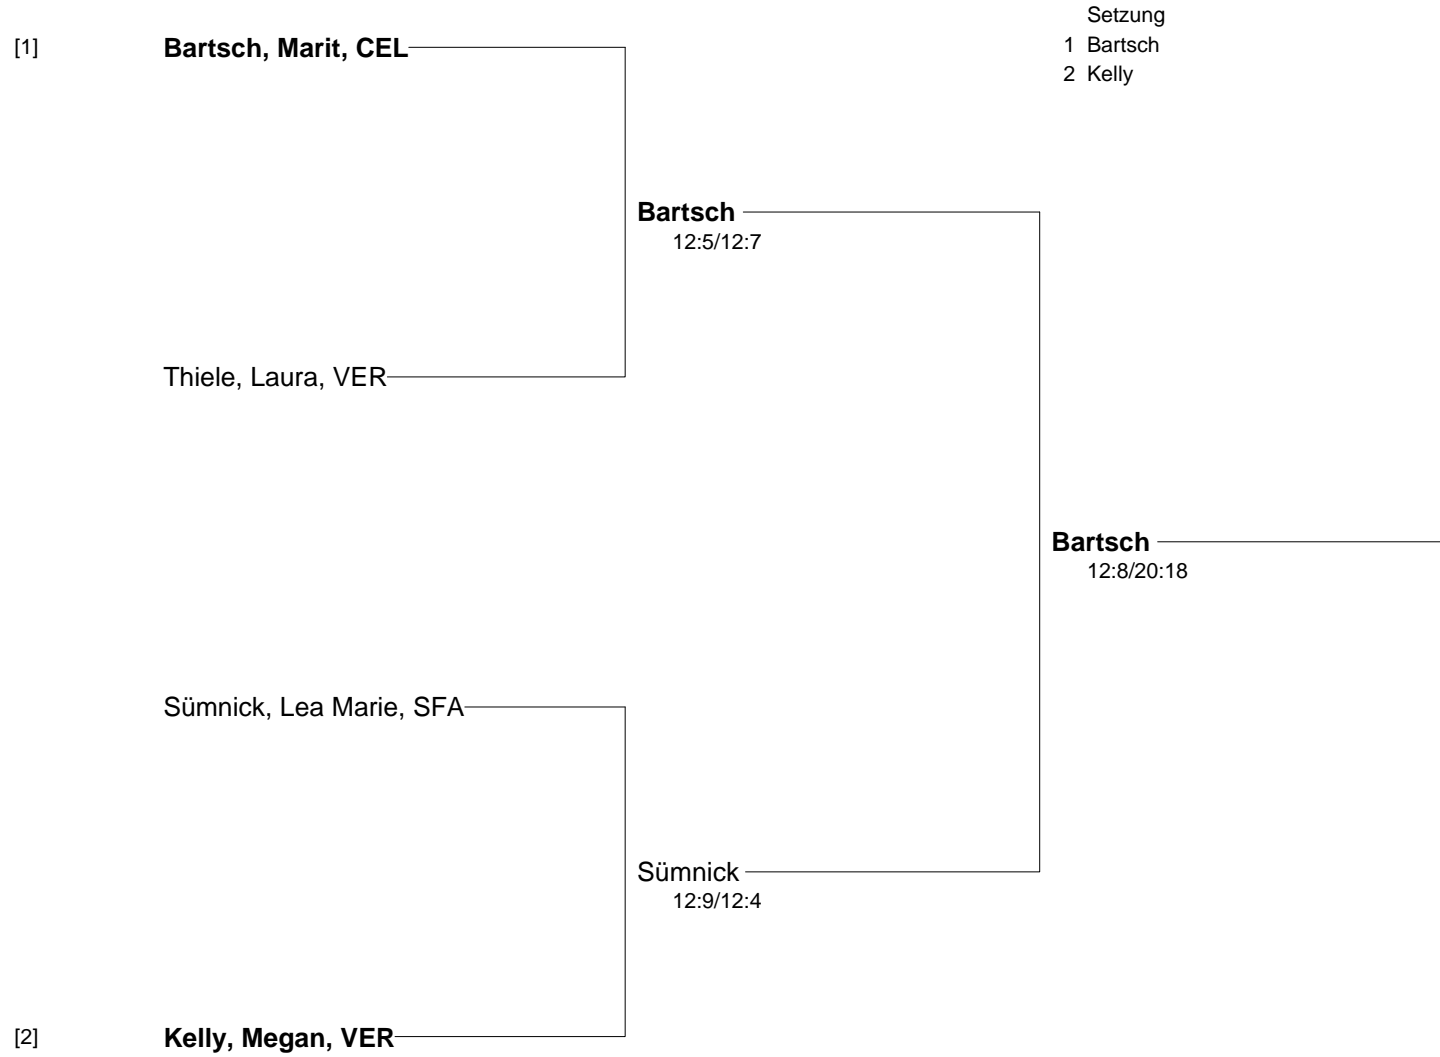 Setzung
1 Bartsch
2 Kelly
[1] Bartsch, Marit, CEL
Bartsch
12:5/12:7
Thiele, Laura, VER
Bartsch
12:8/20:18
Sümnick, Lea Marie, SFA
Sümnick
12:9/12:4
[2] Kelly, Megan, VER